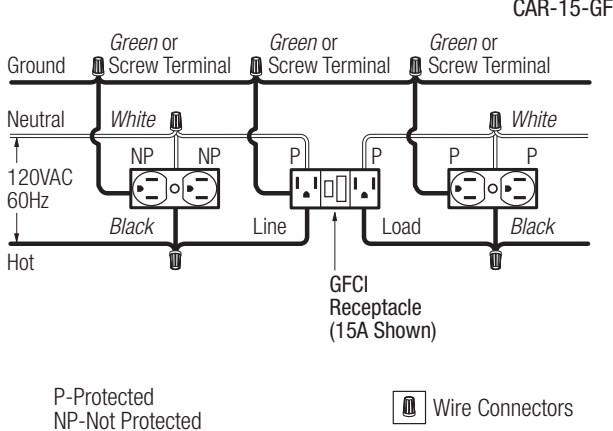 CAR-15-GF
Green or
Screw Terminal
Green or
Screw Terminal
Green or
Screw Terminal
Ground
Neutral
White
White
NP
NP
P
P
P
P
120VAC
60Hz
Black
Line
Load
Black
Hot
GFCI
Receptacle
(15A Shown)
P-Protected
NP-Not Protected
Wire Connectors